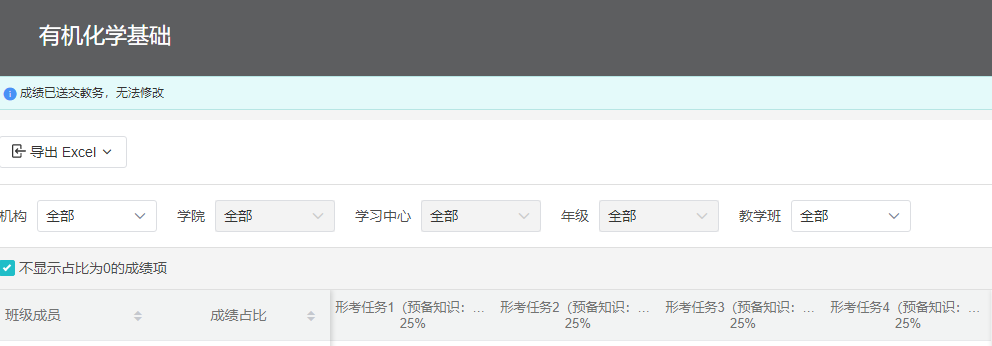 有机化学基础
成绩已送交教务，无法修改
导出 Excel
机构 全部 学院 全部 学习中心 全部 年级 全部 教学班 全部
不显示占比为0的成绩项
班级成员 成绩占比 形考任务1（预备知识：... 形考任务2（预备知识：... 形考任务3（预备知识：... 形考任务4（预备知识：...
25% 25% 25% 25%